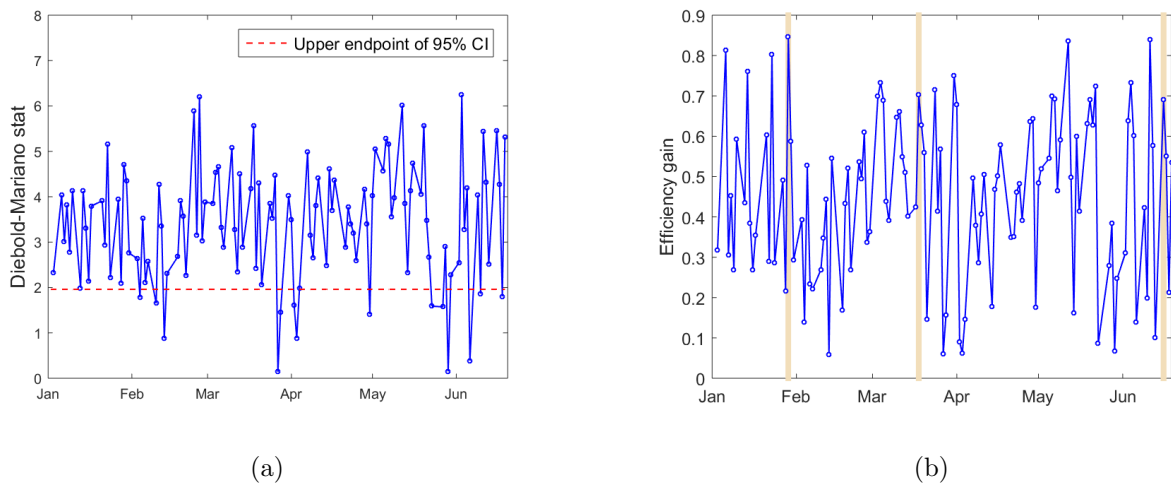 8
7
6
5
4
3
2
1
0
Diebold-Mariano stat
Upper endpoint of 95% CI
Jan Feb Mar Apr May Jun
(a)
0.9
0.8
0.7
0.6
0.5
0.4
0.3
0.2
0.1
0
Efficiency gain
Jan Feb Mar Apr May Jun
(b)